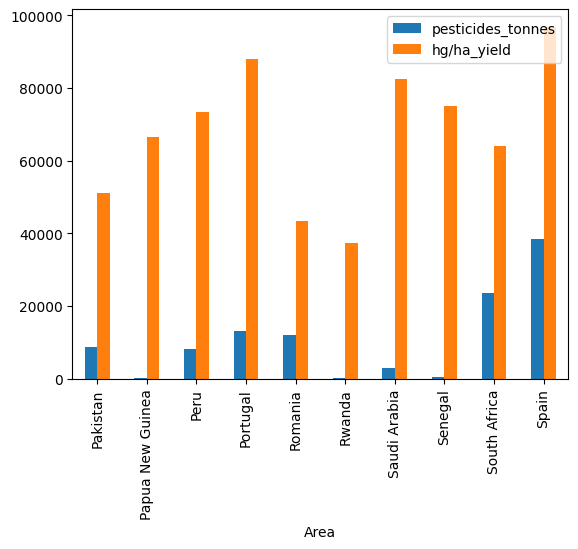 100000
80000
60000
40000
20000
0
pesticides_tonnes
hg/ha_yield
Pakistan
Papua New Guinea
Peru
Portugal
Romania
Rwanda
Saudi Arabia
Senegal
South Africa
Spain
Area